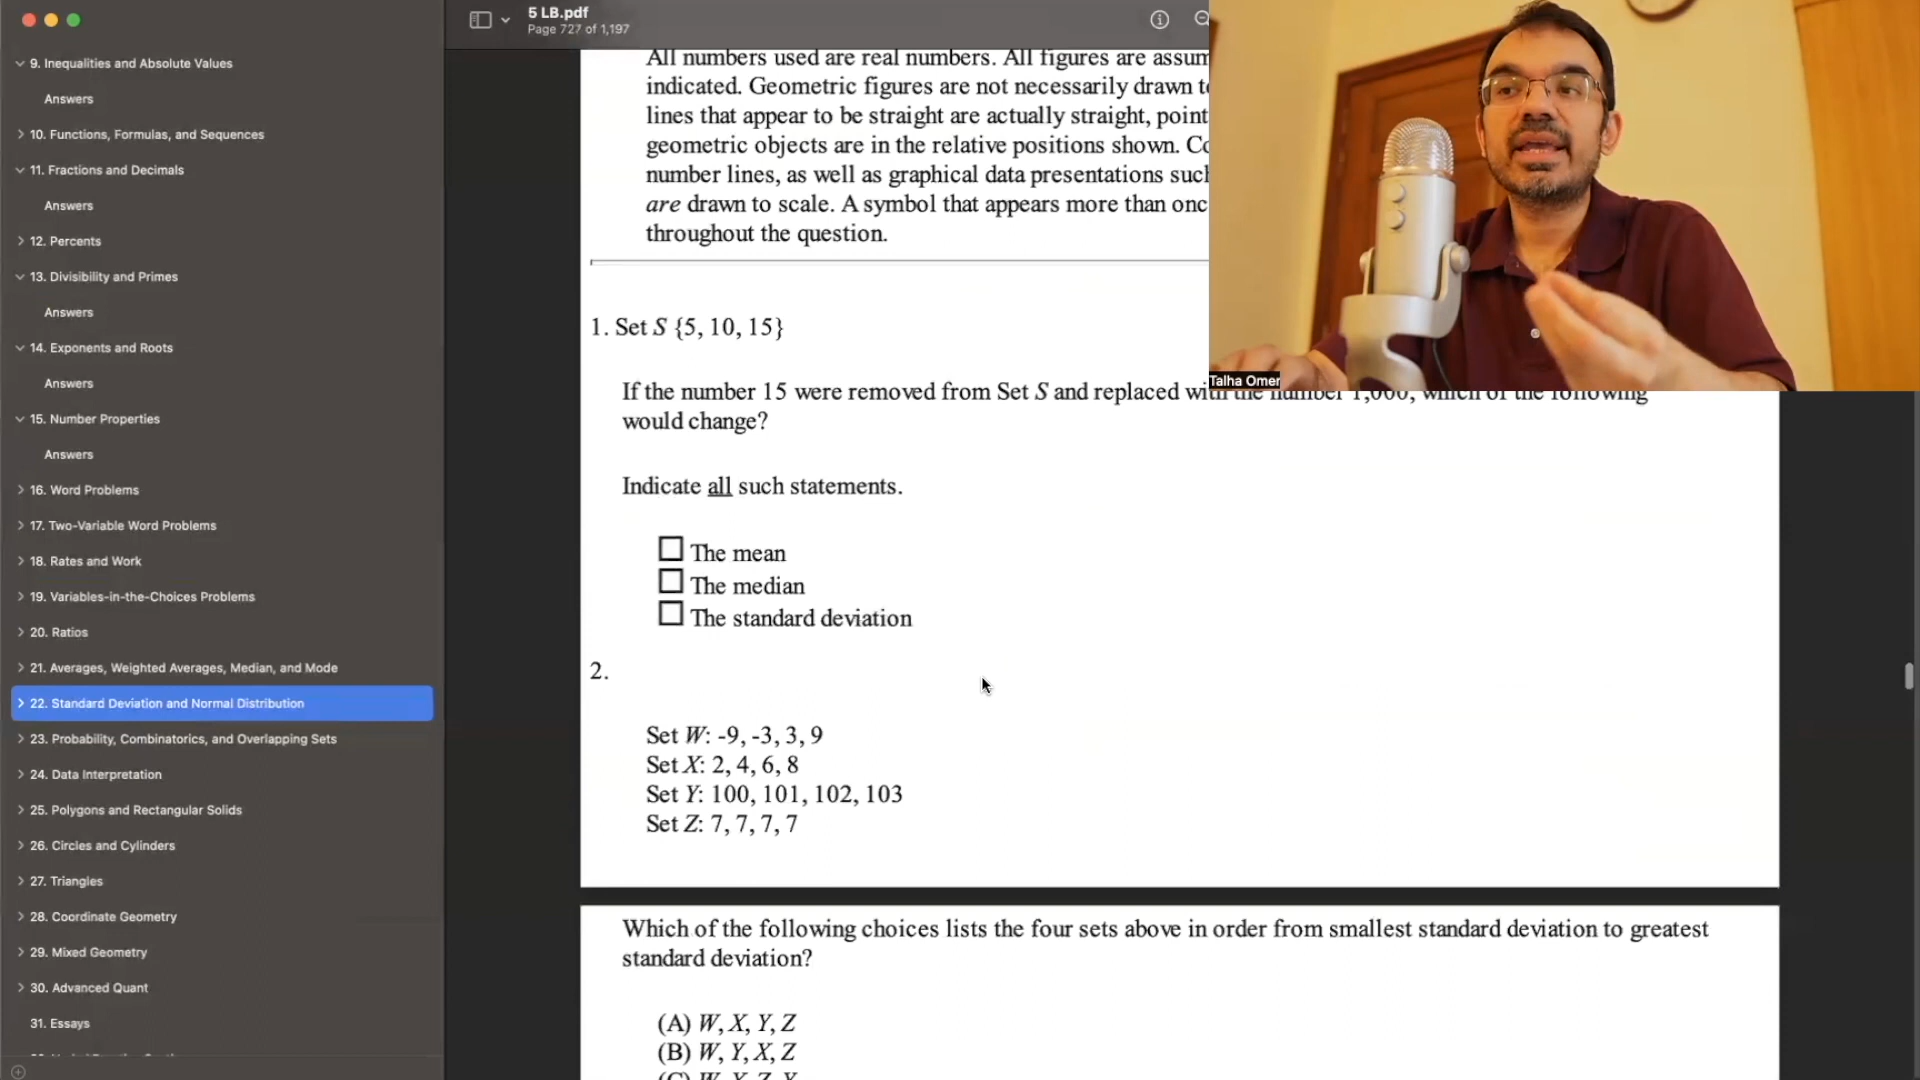 5 LB.pdf
Page 727 of 1,197
9. Inequalities and Absolute Values
Answers
10. Functions, Formulas, and Sequences
11. Fractions and Decimals
Answers
12. Percents
13. Divisibility and Primes
Answers
14. Exponents and Roots
Answers
15. Number Properties
Answers
16. Word Problems
17. Two-Variable Word Problems
18. Rates and Work
19. Variables-in-the-Choices Problems
20. Ratios
21. Averages, Weighted Averages, Median, and Mode
22. Standard Deviation and Normal Distribution
23. Probability, Combinatorics, and Overlapping Sets
24. Data Interpretation
25. Polygons and Rectangular Solids
26. Circles and Cylinders
27. Triangles
28. Coordinate Geometry
29. Mixed Geometry
30. Advanced Quant
31. Essays
All numbers used are real numbers. All figures are assum
indicated. Geometric figures are not necessarily drawn t
lines that appear to be straight are actually straight, point
geometric objects are in the relative positions shown. Co
number lines, as well as graphical data presentations such
are drawn to scale. A symbol that appears more than onc
throughout the question.
Talha Omer
1. Set S {5, 10, 15}
If the number 15 were removed from Set S and replaced with the number 1,000, which of the following
would change?
Indicate all such statements.
The mean
The median
The standard deviation
2.
Set W: -9, -3, 3, 9
Set X: 2, 4, 6, 8
Set Y: 100, 101, 102, 103
Set Z: 7, 7, 7, 7
Which of the following choices lists the four sets above in order from smallest standard deviation to greatest
standard deviation?
(A) W, X, Y, Z
(B) W, Y, X, Z